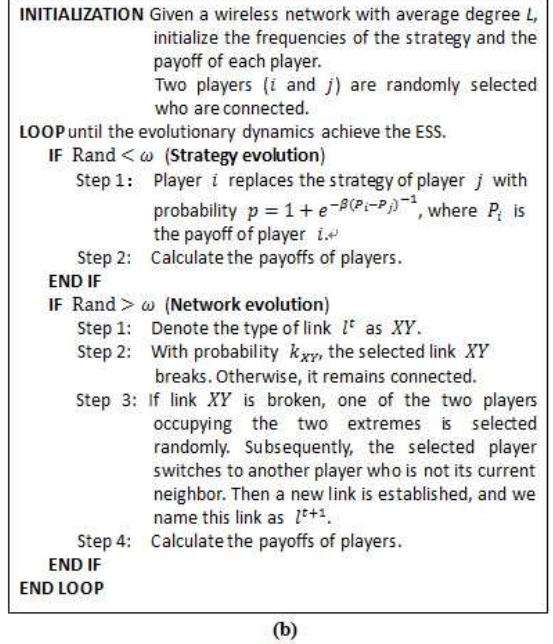 INITIALIZATION Given a wireless network with average degree L,
initialize the frequencies of the strategy and the
payoff of each player.
Two players (i and j) are randomly selected
who are connected.
LOOP until the evolutionary dynamics achieve the ESS.
IF Rand < ω (Strategy evolution)
Step 1: Player i replaces the strategy of player j with
probability p = 1 + e^{-β(P_i-P_j)^{-1}}, where P_i is
the payoff of player i.↵
Step 2: Calculate the payoffs of players.
END IF
IF Rand > ω (Network evolution)
Step 1: Denote the type of link l^t as XY.
Step 2: With probability k_{XY}, the selected link XY
breaks. Otherwise, it remains connected.
Step 3: If link XY is broken, one of the two players
occupying the two extremes is selected
randomly. Subsequently, the selected player
switches to another player who is not its current
neighbor. Then a new link is established, and we
name this link as l^{t+1}.
Step 4: Calculate the payoffs of players.
END IF
END LOOP
(b)